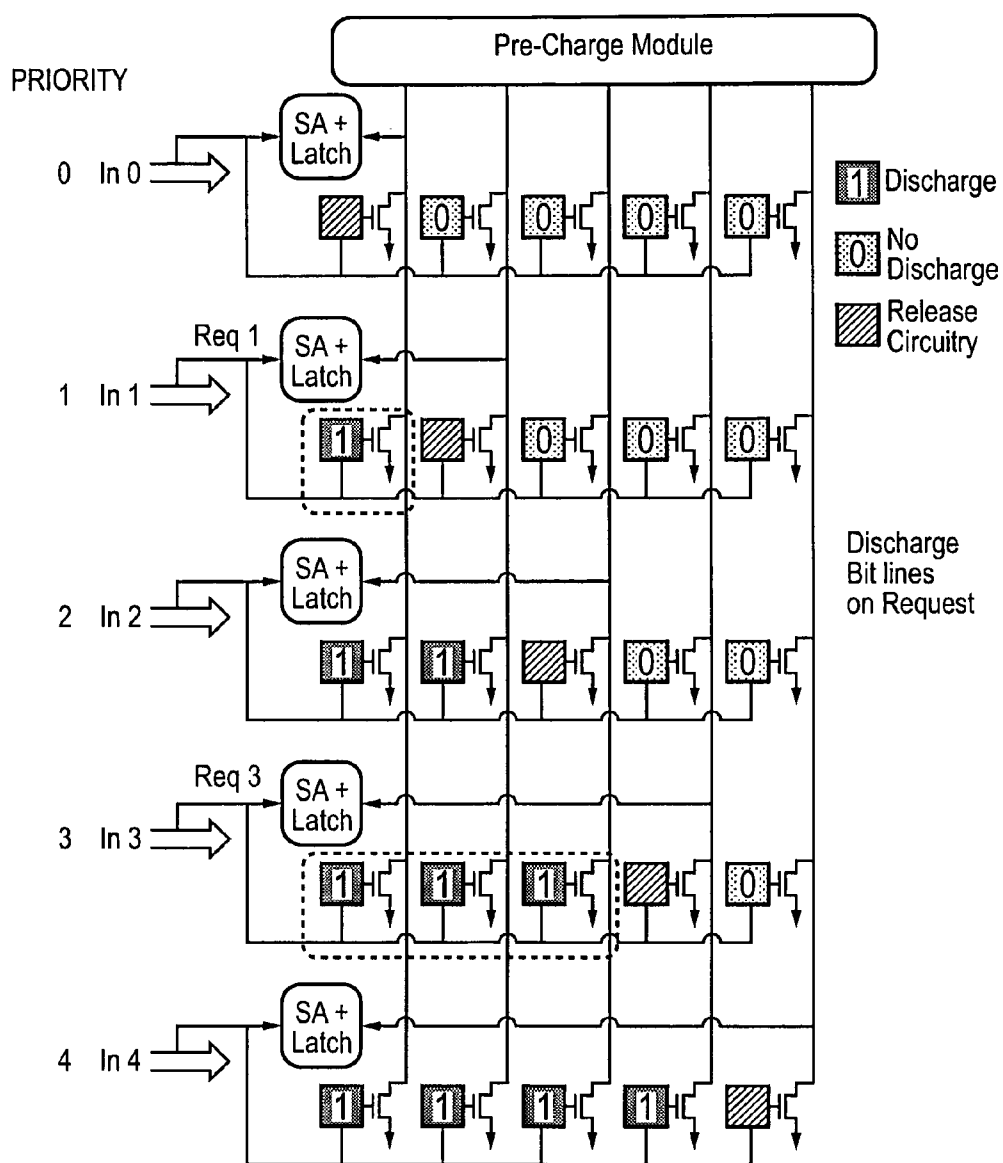 Pre-Charge Module
PRIORITY
SA +
Latch
0 In 0
1 Discharge
0 0 0 0
0 No
Discharge
Release
Circuitry
Req 1
SA +
Latch
1 In 1
1 0 0 0
SA +
Latch
2 In 2
Discharge
Bit lines
on Request
1 1 0 0
Req 3
SA +
Latch
3 In 3
1 1 1 0
SA +
Latch
4 In 4
1 1 1 1